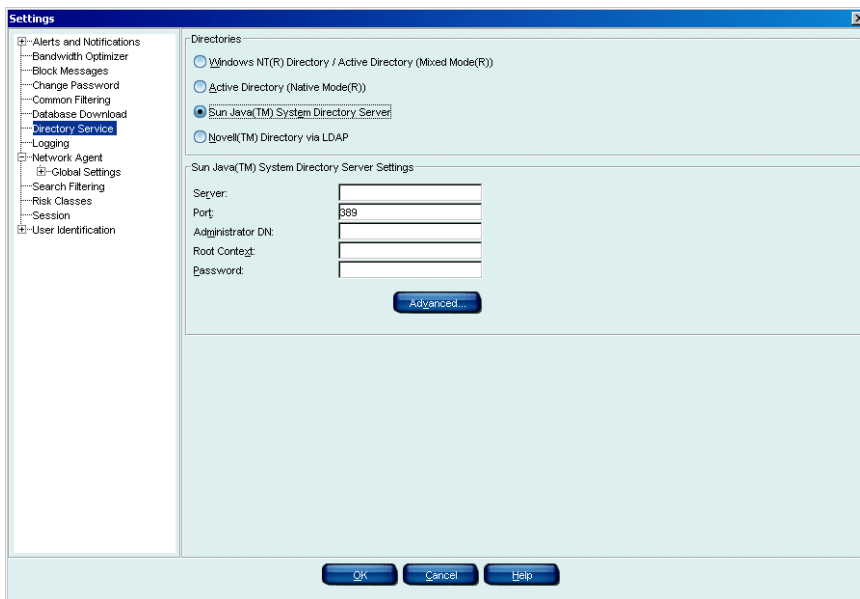 Settings
Alerts and Notifications
Bandwidth Optimizer
Block Messages
Change Password
Common Filtering
Database Download
Directory Service
Logging
Network Agent
Global Settings
Search Filtering
Risk Classes
Session
User Identification
Directories
Windows NT(R) Directory / Active Directory (Mixed Mode(R))
Active Directory (Native Mode(R))
Sun Java(TM) System Directory Server
Novell(TM) Directory via LDAP
Sun Java(TM) System Directory Server Settings
Server:
Port: 389
Administrator DN:
Root Context:
Password:
Advanced...
OK Cancel Help